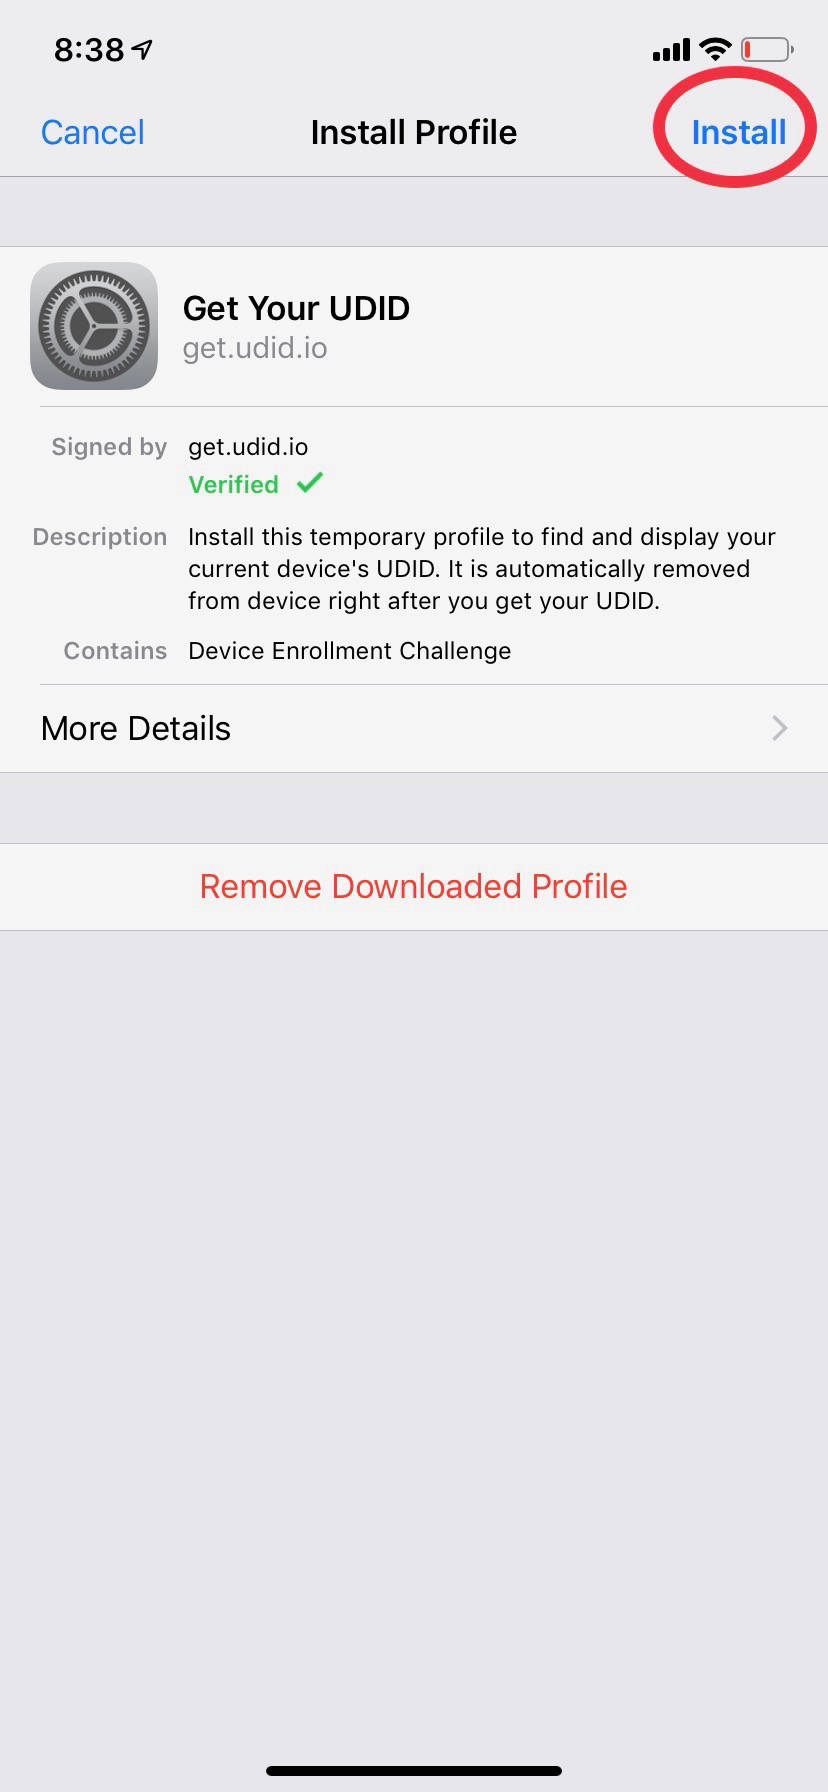 8:38
Cancel
Install Profile
Install
Get Your UDID
get.udid.io
Signed by
get.udid.io
Verified
Description
Install this temporary profile to find and display your
current device's UDID. It is automatically removed
from device right after you get your UDID.
Contains
Device Enrollment Challenge
More Details
Remove Downloaded Profile